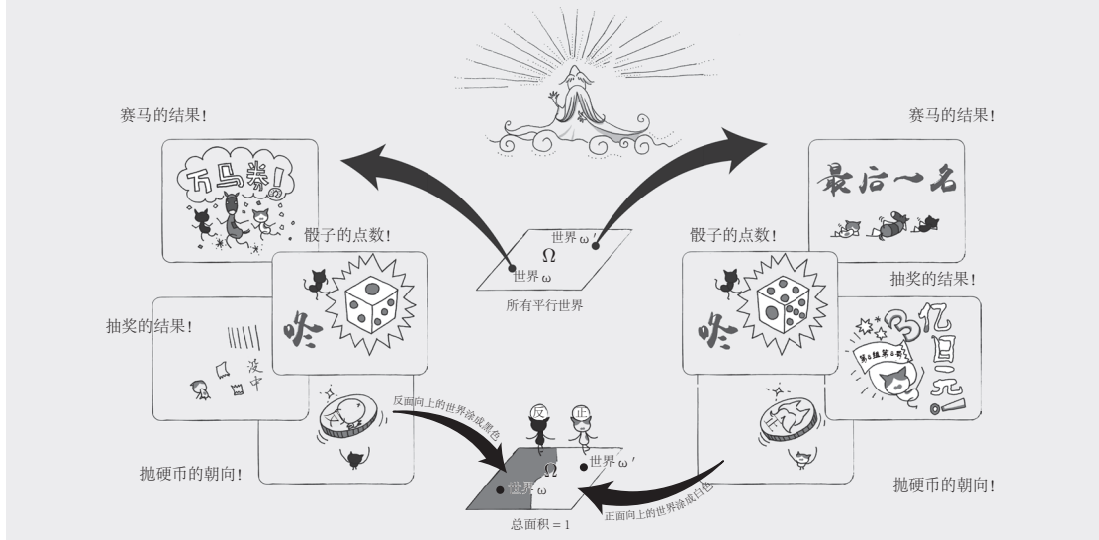 赛马的结果!
赛马的结果!
万马券!
最后一名
骰子的点数!
世界 ω′
Ω
世界 ω
骰子的点数!
所有平行世界
抽奖的结果!
抽奖的结果!
咚
咚
没中
3亿日元!
反面向上的世界涂成黑色
反
正
世界 ω′
Ω
世界 ω
抛硬币的朝向!
抛硬币的朝向!
正面向上的世界涂成白色
总面积 = 1